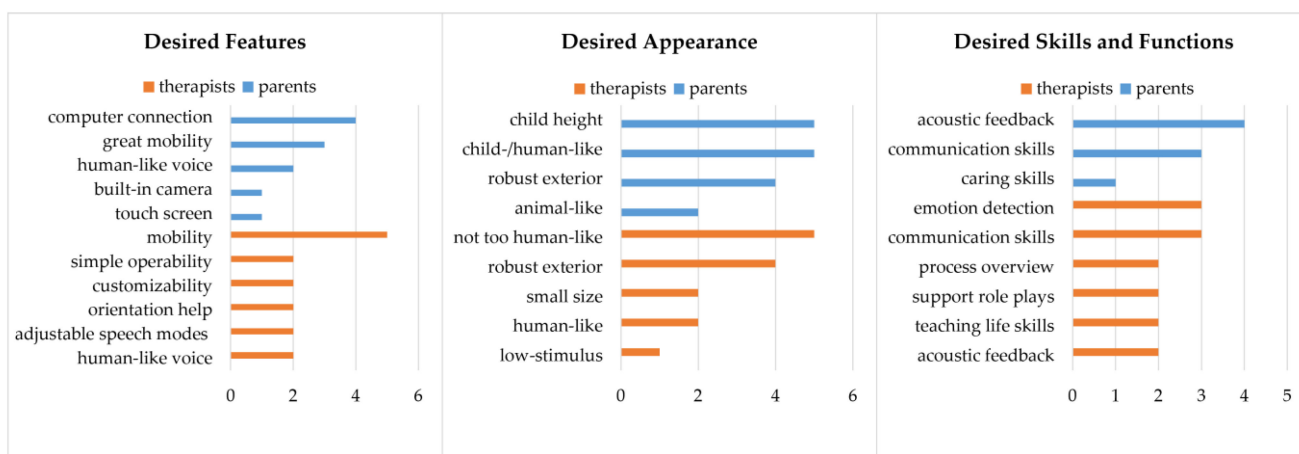 Desired Features
therapists parents
computer connection
great mobility
human-like voice
built-in camera
touch screen
mobility
simple operability
customizability
orientation help
adjustable speech modes
human-like voice
0 2 4 6
Desired Appearance
therapists parents
child height
child-/human-like
robust exterior
animal-like
not too human-like
robust exterior
small size
human-like
low-stimulus
0 2 4 6
Desired Skills and Functions
therapists parents
acoustic feedback
communication skills
caring skills
emotion detection
communication skills
process overview
support role plays
teaching life skills
acoustic feedback
0 1 2 3 4 5